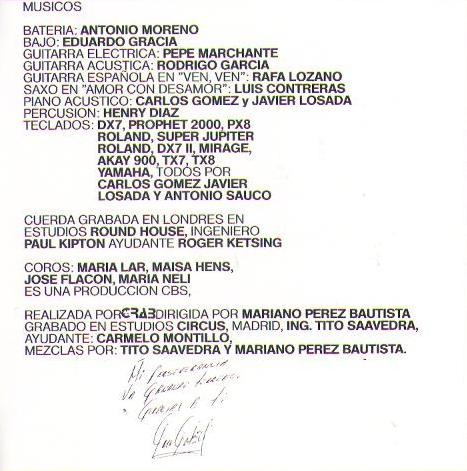 MUSICOS
BATERIA: ANTONIO MORENO
BAJO: EDUARDO GRACIA
GUITARRA ELECTRICA: PEPE MARCHANTE
GUITARRA ACUSTICA: RODRIGO GARCIA
GUITARRA ESPAÑOLA EN "VEN, VEN": RAFA LOZANO
SAXO EN "AMOR CON DESAMOR": LUIS CONTRERAS
PIANO ACUSTICO: CARLOS GOMEZ y JAVIER LOSADA
PERCUSION: HENRY DIAZ
TECLADOS: DX7, PROPHET 2000, PX8
ROLAND, SUPER JUPITER
ROLAND, DX7 II, MIRAGE,
AKAY 900, TX7, TX8
YAMAHA, TODOS POR
CARLOS GOMEZ JAVIER
LOSADA Y ANTONIO SAUCO
CUERDA GRABADA EN LONDRES EN
ESTUDIOS ROUND HOUSE, INGENIERO
PAUL KIPTON AYUDANTE ROGER KETSING
COROS: MARIA LAR, MAISA HENS,
JOSE FLACON, MARIA NELI
ES UNA PRODUCCION CBS,
REALIZADA POR CRAB DIRIGIDA POR MARIANO PEREZ BAUTISTA
GRABADO EN ESTUDIOS CIRCUS, MADRID, ING. TITO SAAVEDRA,
AYUDANTE: CARMELO MONTILLO,
MEZCLAS POR: TITO SAAVEDRA Y MARIANO PEREZ BAUTISTA.
Mi
Gracias a ti